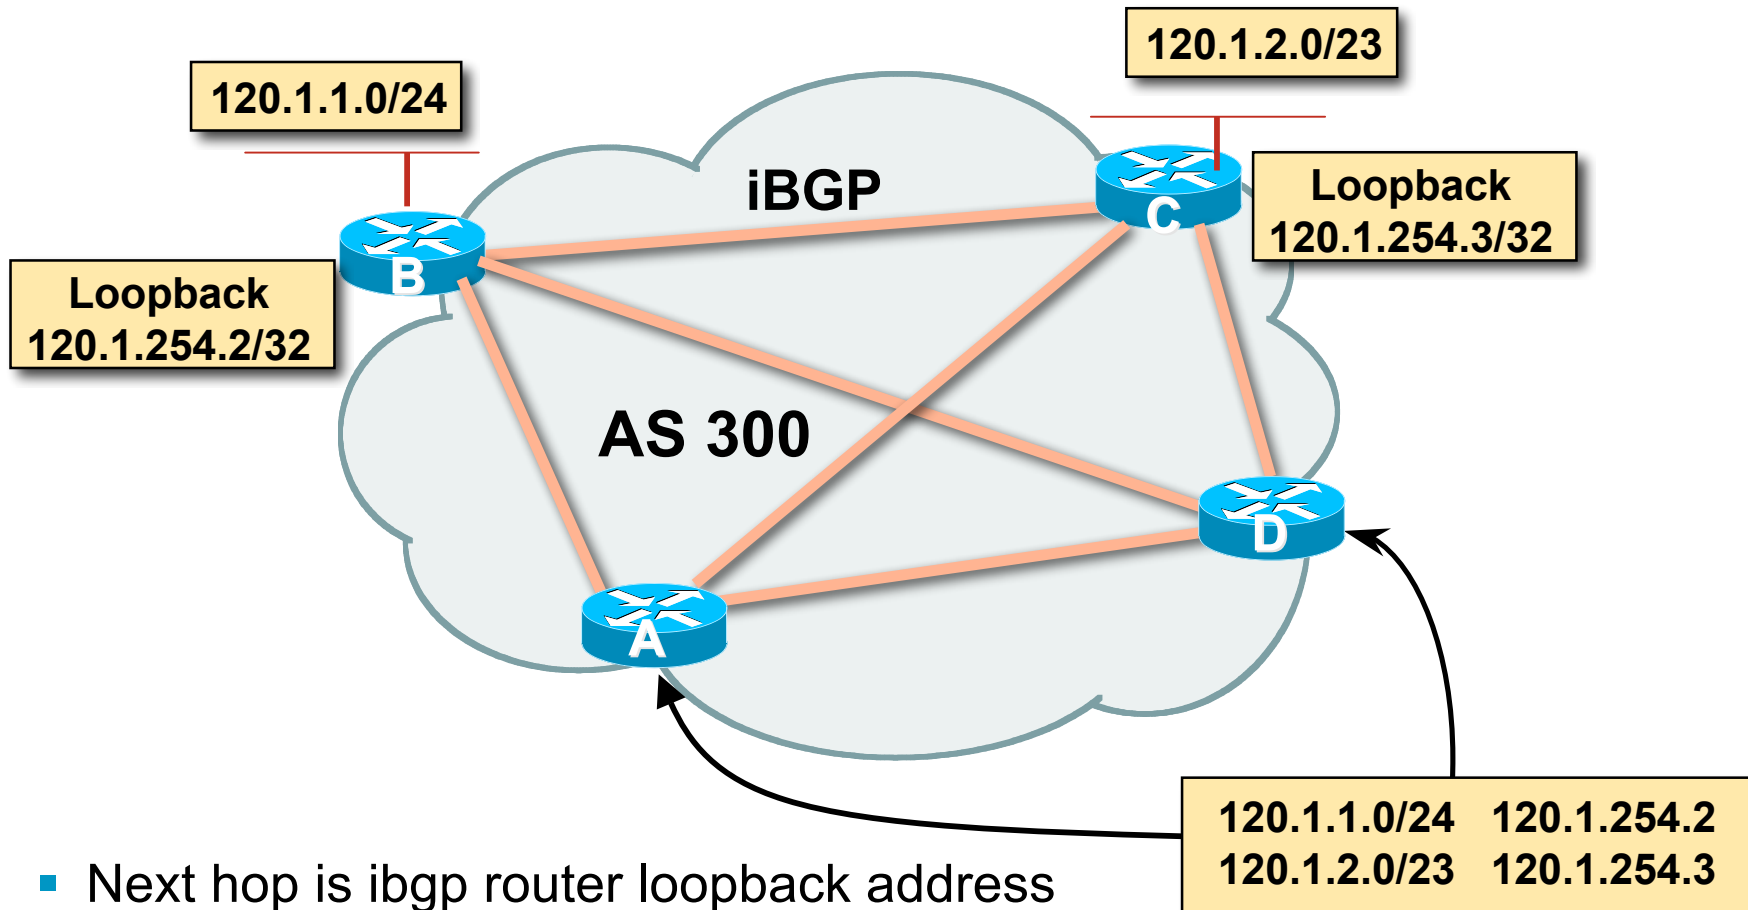 120.1.2.0/23
120.1.1.0/24
iBGP
C
Loopback
120.1.254.3/32
B
Loopback
120.1.254.2/32
AS 300
D
A
120.1.1.0/24 120.1.254.2
120.1.2.0/23 120.1.254.3
▪ Next hop is ibgp router loopback address